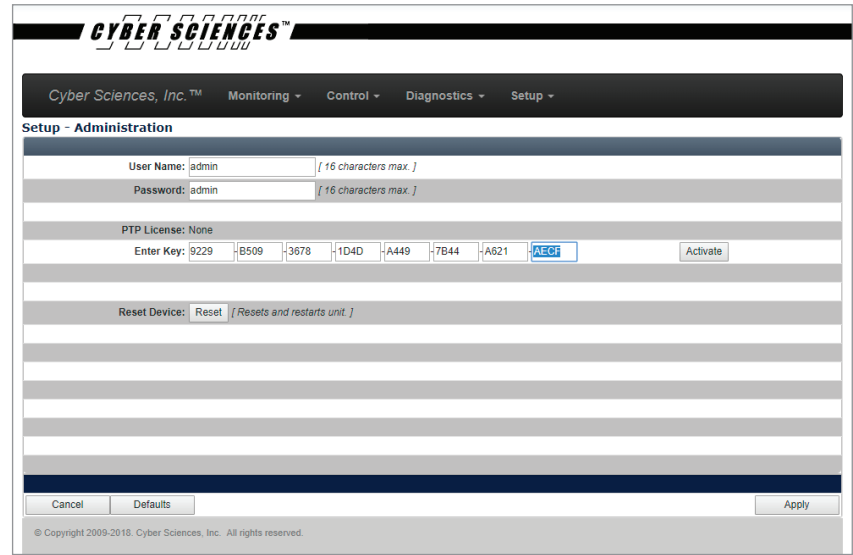 CYBER SCIENCES™
Cyber Sciences, Inc.™ Monitoring Control Diagnostics Setup
Setup - Administration
User Name: admin [ 16 characters max. ]
Password: admin [ 16 characters max. ]
PTP License: None
Enter Key: 9229 - B509 - 3678 - 1D4D - A449 - 7B44 - A621 - AECF Activate
Reset Device: Reset [ Resets and restarts unit. ]
Cancel Defaults Apply
© Copyright 2009-2018. Cyber Sciences, Inc. All rights reserved.